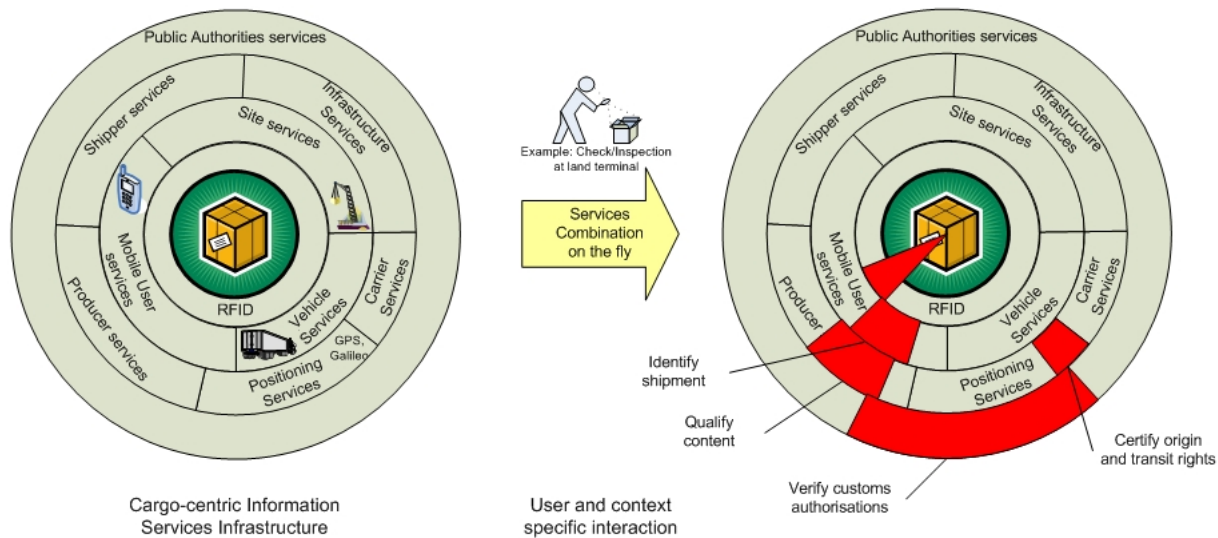 Public Authorities services
Shipper services
Infrastructure
Services
Site services
Mobile User
services
RFID
Vehicle
Services
Carrier
Services
GPS,
Galileo
Positioning
Services
Producer services
Cargo-centric Information
Services Infrastructure
Example: Check/Inspection
at land terminal
Services
Combination
on the fly
User and context
specific interaction
Public Authorities services
Shipper services
Infrastructure
Services
Site services
Mobile User
services
RFID
Vehicle
Services
Carrier
Services
Positioning
Services
Producer
Identify
shipment
Qualify
content
Verify customs
authorisations
Certify origin
and transit rights